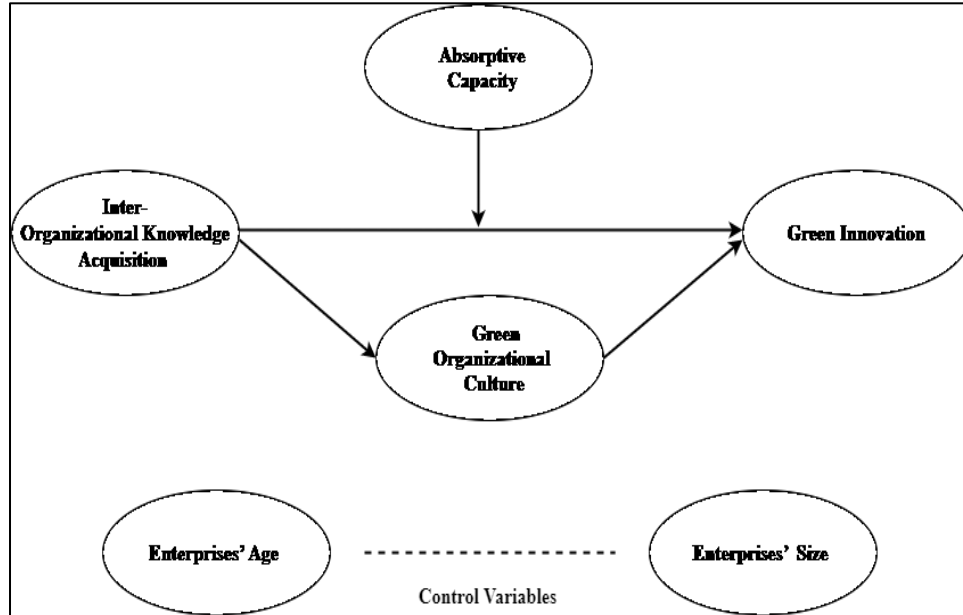 Absorptive
Capacity
Inter-
Organizational Knowledge
Acquisition
Green Innovation
Green
Organizational
Culture
Enterprises’ Age
Enterprises’ Size
Control Variables